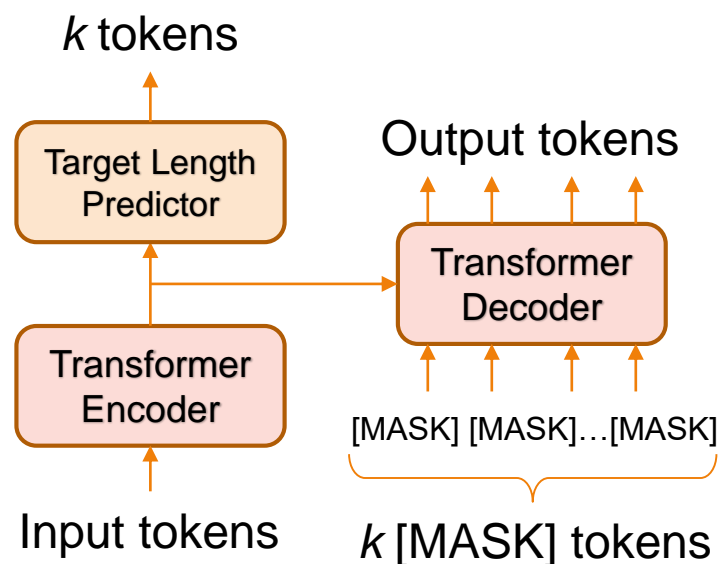 k tokens
Target Length
Predictor
Output tokens
Transformer
Decoder
Transformer
Encoder
[MASK] [MASK]...[MASK]
Input tokens
k [MASK] tokens